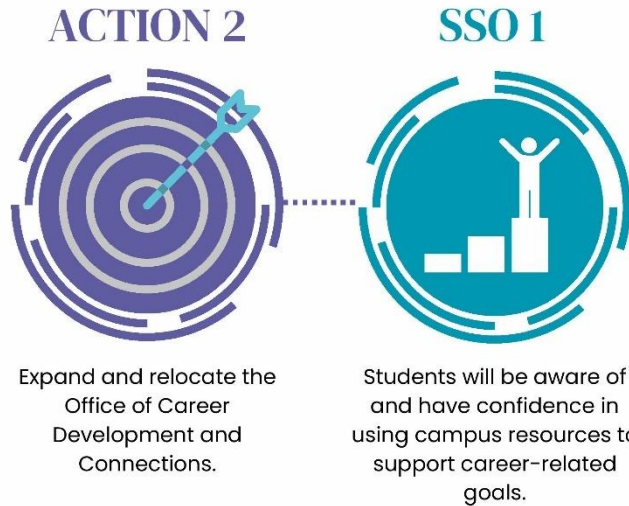 ACTION 2
Expand and relocate the
Office of Career
Development and
Connections.
SSO 1
Students will be aware of
and have confidence in
using campus resources to
support career-related
goals.